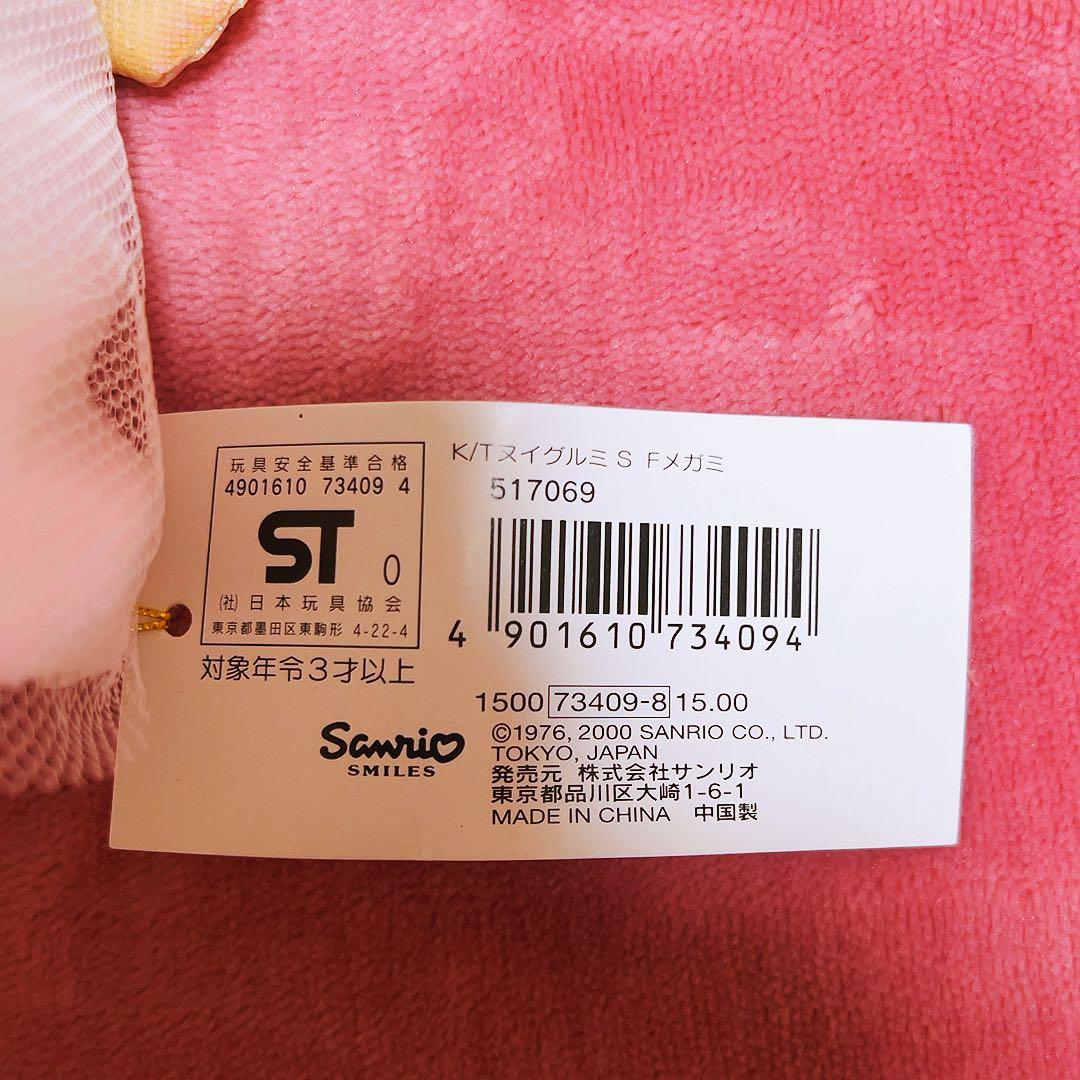 玩具安全基準合格
4901610 73409 4
ST 0
(社)日本玩具協会
東京都墨田区東駒形 4-22-4
対象年令3才以上
K/Tヌイグルミ S Fメガミ
517069
4 901610 734094
1500 73409-8 15.00
Sanrio
SMILES
©1976, 2000 SANRIO CO., LTD.
TOKYO, JAPAN
発売元 株式会社サンリオ
東京都品川区大崎1-6-1
MADE IN CHINA 中国製